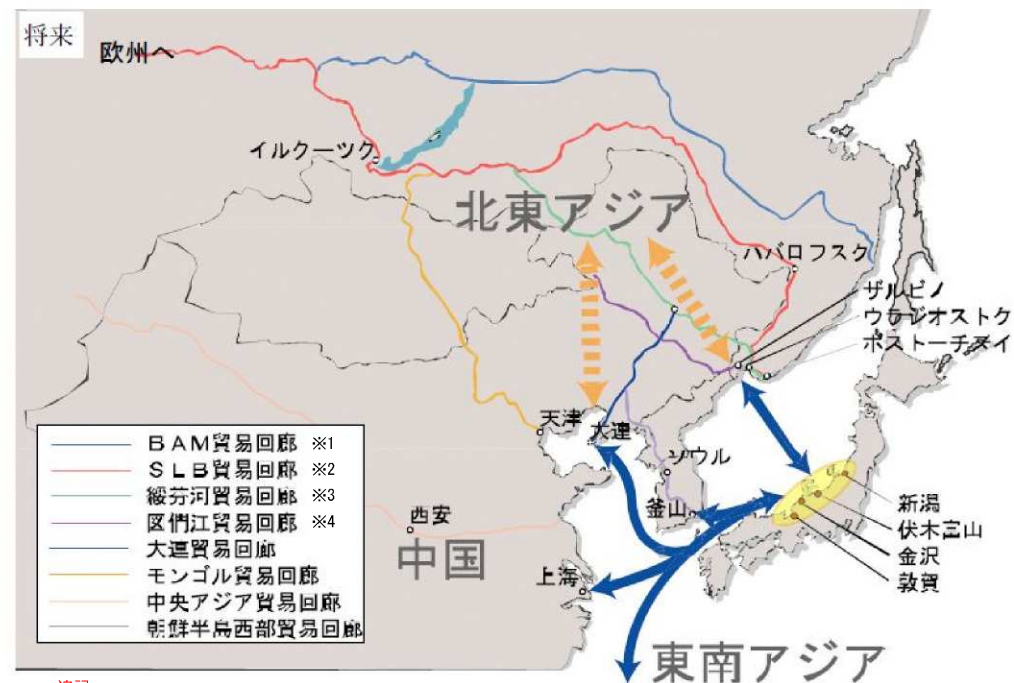 将来
欧州へ
イルクーツク
北東アジア
ハバロフスク
ザルビノ
ウラジオストク
ボストーチヌイ
天津
大連
ソウル
釜山
新潟
伏木富山
金沢
敦賀
西安
中国
上海
東南アジア
BAM貿易回廊 ※1
SLB貿易回廊 ※2
綏芬河貿易回廊 ※3
図們江貿易回廊 ※4
大連貿易回廊
モンゴル貿易回廊
中央アジア貿易回廊
朝鮮半島西部貿易回廊